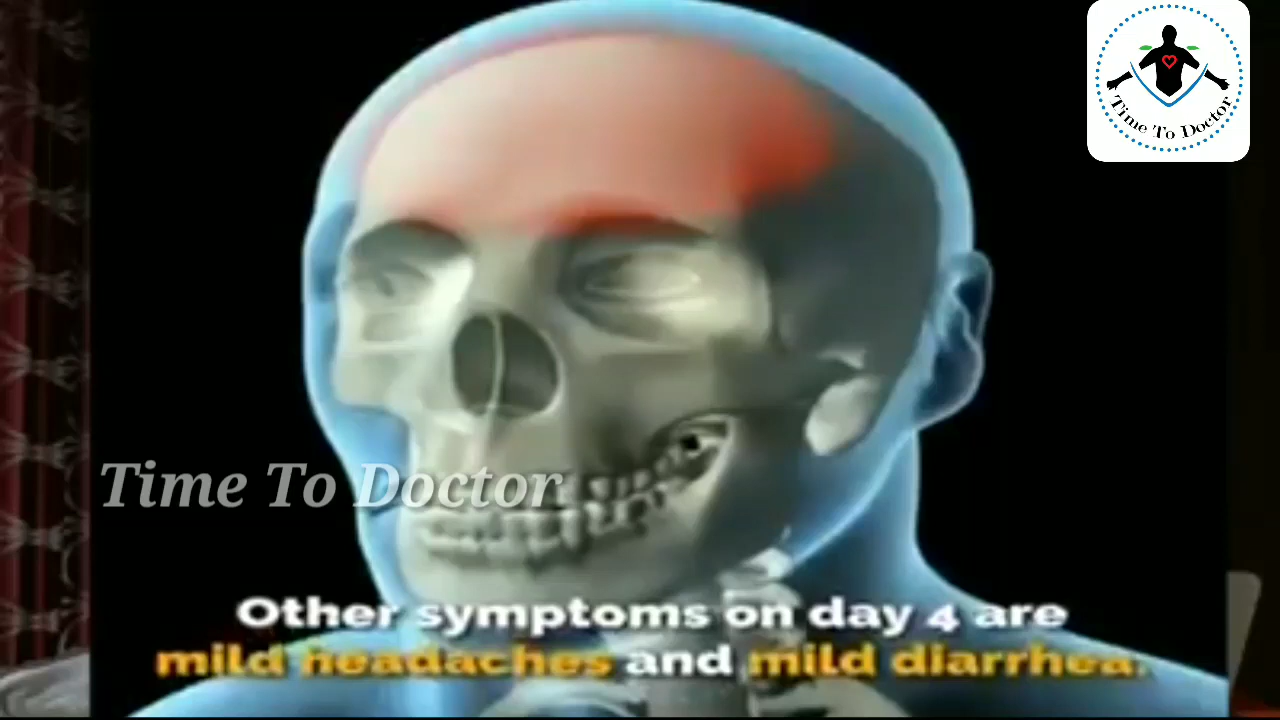 Time To Doctor
Time To Doctor
Other symptoms on day 4 are
mild headaches and mild diarrhea.